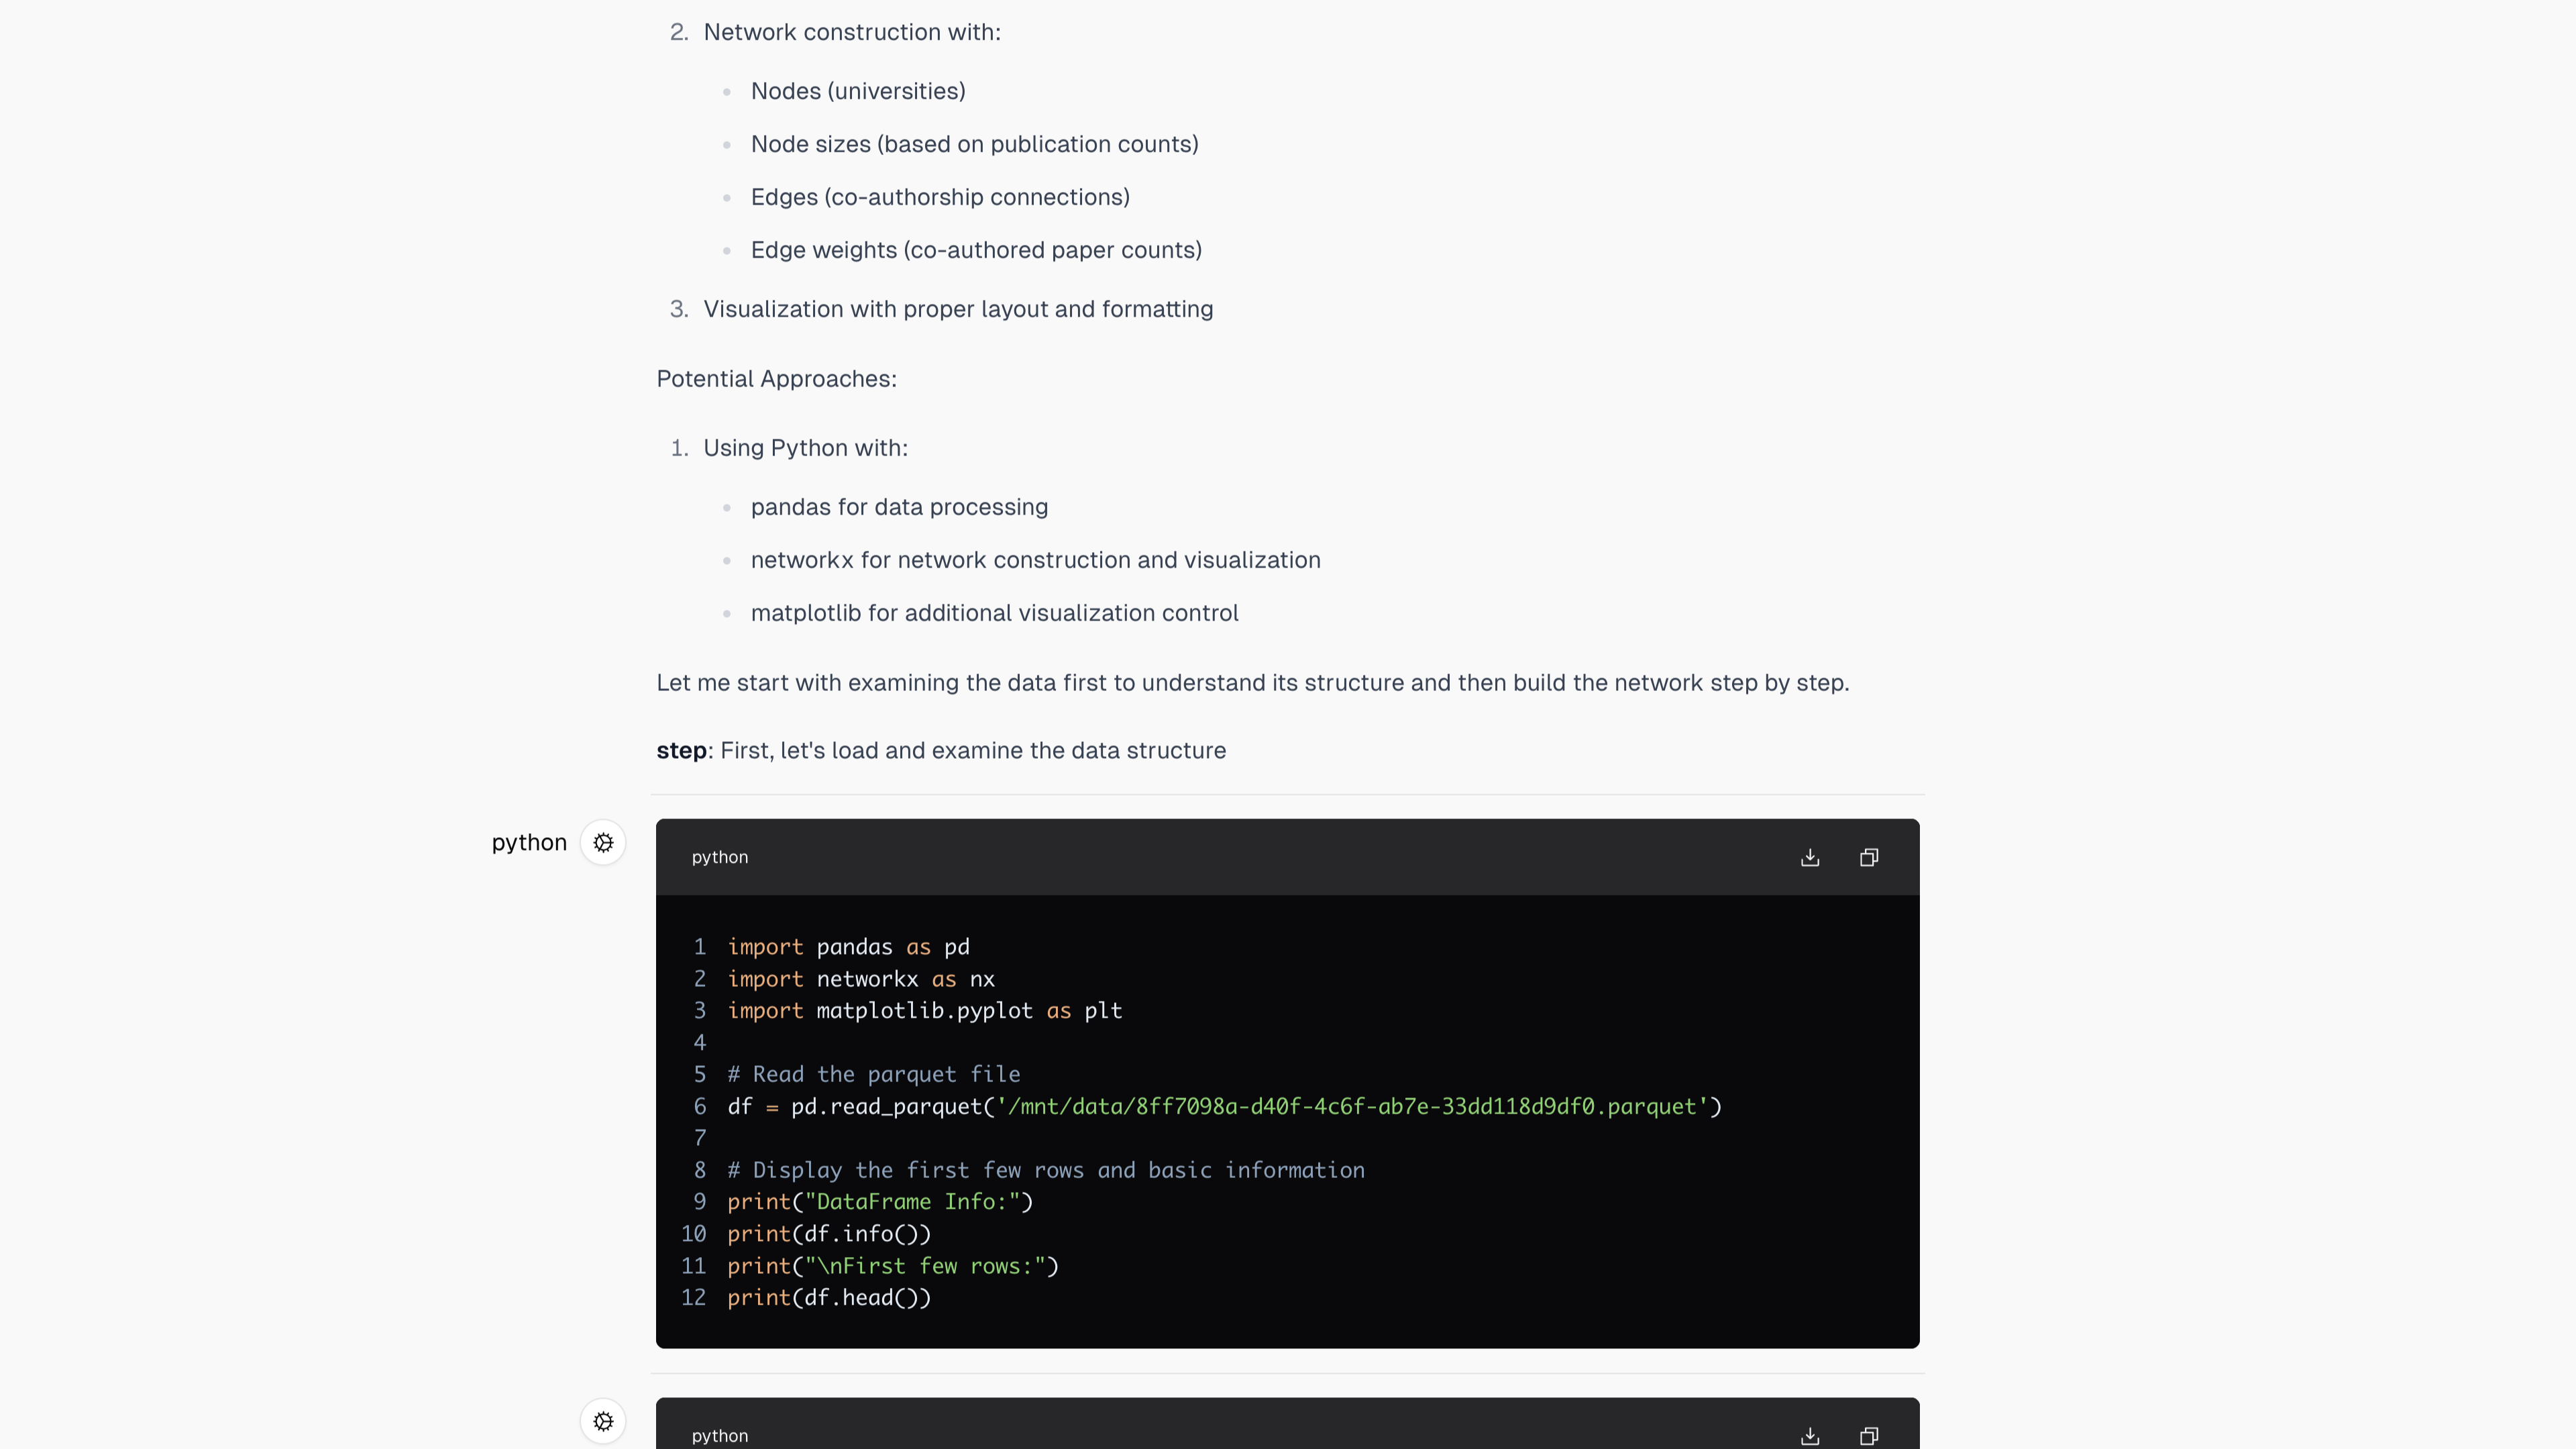 2. Network construction with:
• Nodes (universities)
• Node sizes (based on publication counts)
• Edges (co-authorship connections)
• Edge weights (co-authored paper counts)
3. Visualization with proper layout and formatting
Potential Approaches:
1. Using Python with:
• pandas for data processing
• networkx for network construction and visualization
• matplotlib for additional visualization control
Let me start with examining the data first to understand its structure and then build the network step by step.
step: First, let's load and examine the data structure
python
python
1 import pandas as pd
2 import networkx as nx
3 import matplotlib.pyplot as plt
4
5 # Read the parquet file
6 df = pd.read_parquet('/mnt/data/8ff7098a-d40f-4c6f-ab7e-33dd118d9df0.parquet')
7
8 # Display the first few rows and basic information
9 print("DataFrame Info:")
10 print(df.info())
11 print("\nFirst few rows:")
12 print(df.head())
python